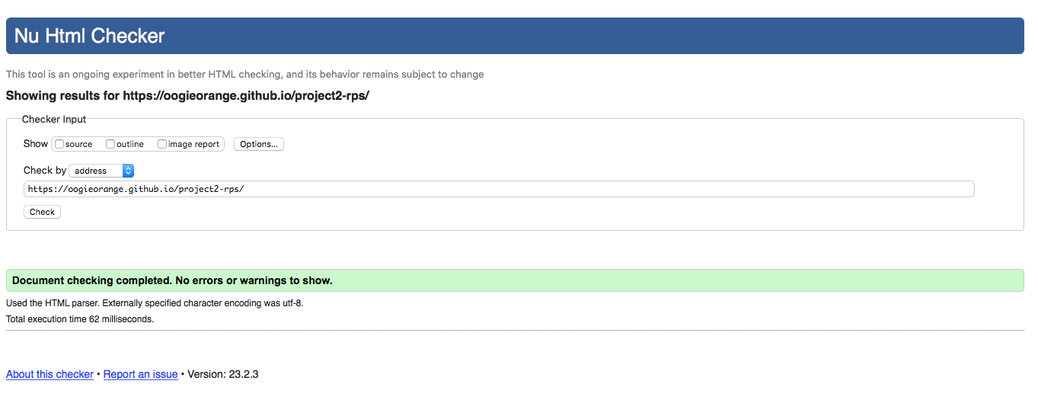 Nu Html Checker
This tool is an ongoing experiment in better HTML checking, and its behavior remains subject to change
Showing results for https://oogieorange.github.io/project2-rps/
Checker Input
Show source outline image report Options...
Check by address
https://oogieorange.github.io/project2-rps/
Check
Document checking completed. No errors or warnings to show.
Used the HTML parser. Externally specified character encoding was utf-8.
Total execution time 62 milliseconds.
About this checker • Report an issue • Version: 23.2.3